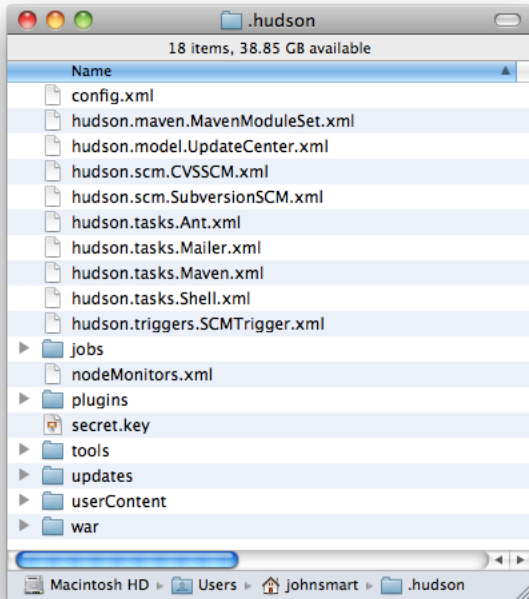 .hudson
18 items, 38.85 GB available
Name
config.xml
hudson.maven.MavenModuleSet.xml
hudson.model.UpdateCenter.xml
hudson.scm.CVSSCM.xml
hudson.scm.SubversionSCM.xml
hudson.tasks.Ant.xml
hudson.tasks.Mailer.xml
hudson.tasks.Maven.xml
hudson.tasks.Shell.xml
hudson.triggers.SCMTrigger.xml
jobs
nodeMonitors.xml
plugins
secret.key
tools
updates
userContent
war
Macintosh HD ▸ Users ▸ johnsmart ▸ .hudson